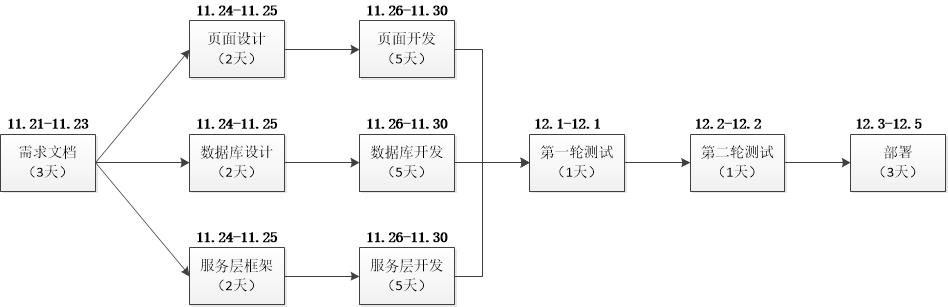 11.24-11.25
页面设计
(2天)
11.26-11.30
页面开发
(5天)
11.21-11.23
需求文档
(3天)
11.24-11.25
数据库设计
(2天)
11.26-11.30
数据库开发
(5天)
12.1-12.1
第一轮测试
(1天)
12.2-12.2
第二轮测试
(1天)
12.3-12.5
部署
(3天)
11.24-11.25
服务层框架
(2天)
11.26-11.30
服务层开发
(5天)